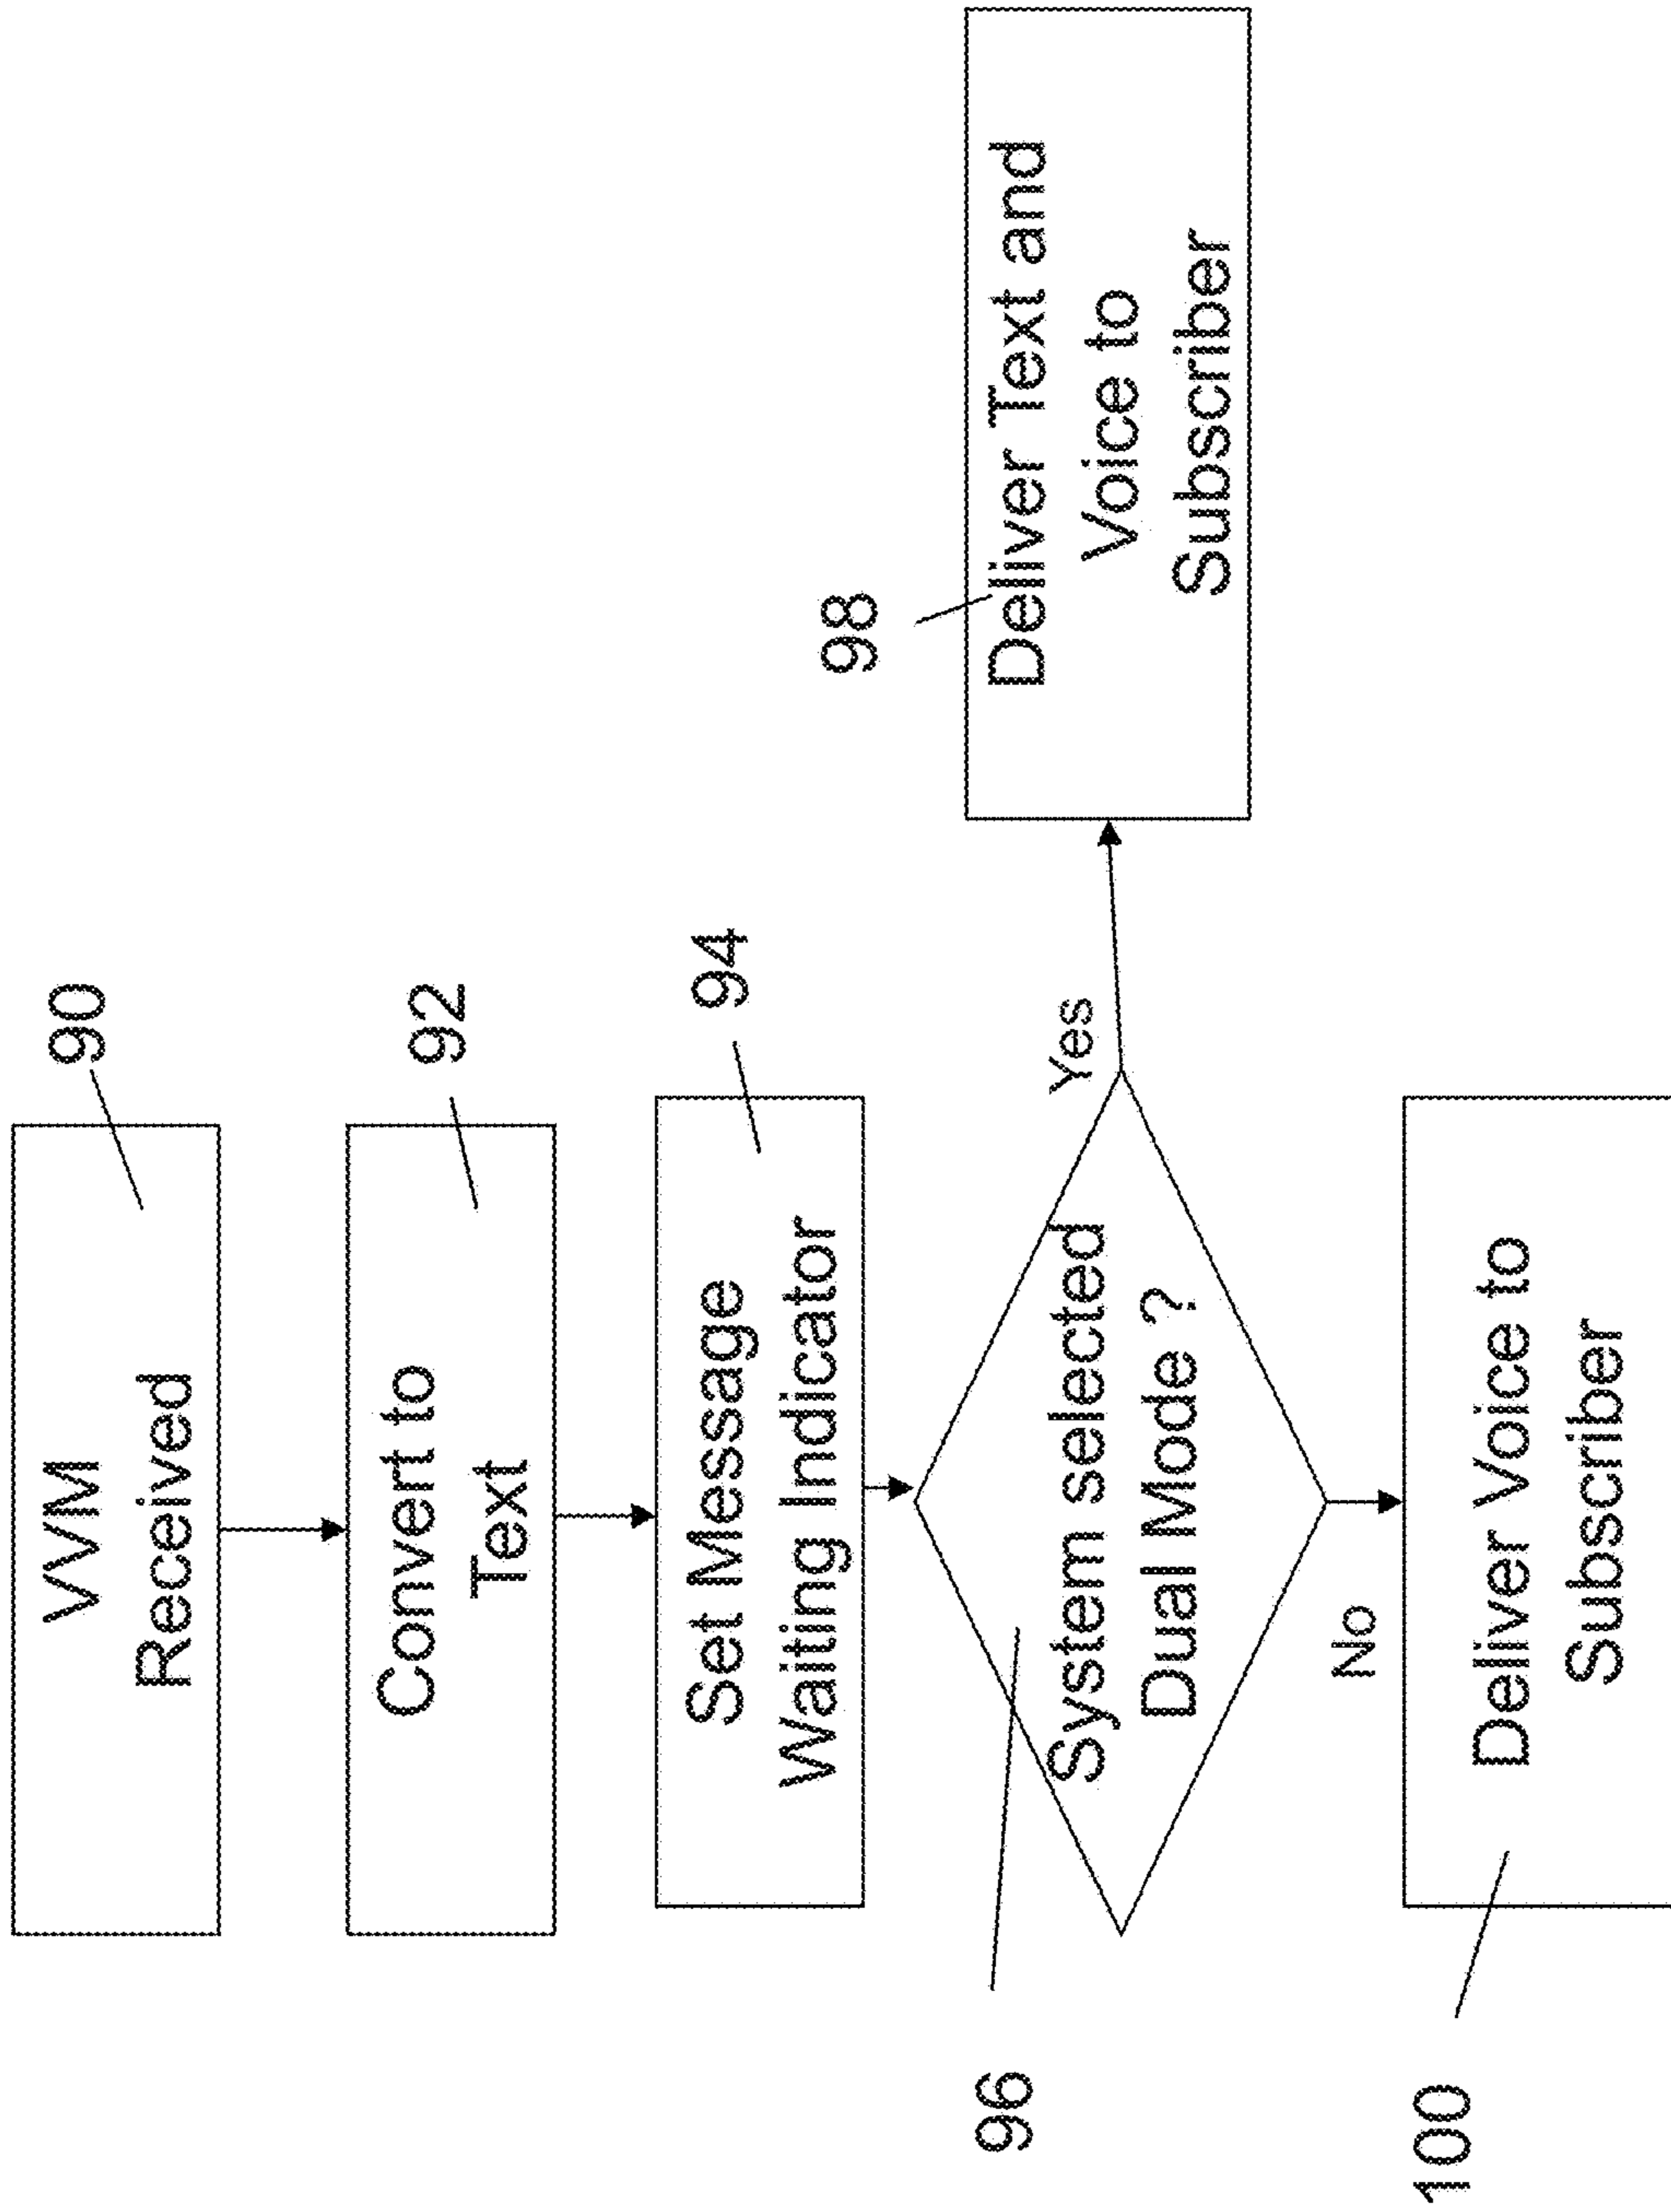 VVM
Received
90
Convert to
Text
92
Set Message
Waiting Indicator
94
System selected
Dual Mode ?
96
Yes
Deliver Text and
Voice to
Subscriber
98
No
Deliver Voice to
Subscriber
100